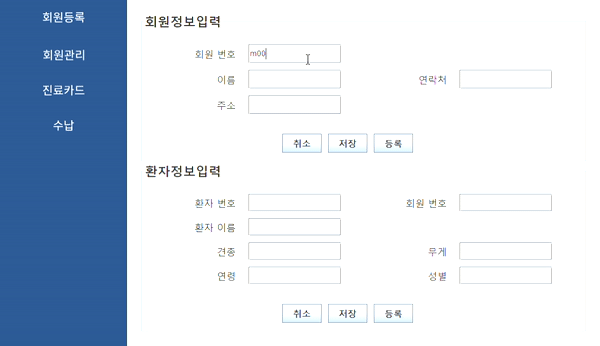 회원등록
회원관리
진료카드
수납
회원정보입력
회원 번호 m00
이름 연락처
주소
취소 저장 등록
환자정보입력
환자 번호 회원 번호
환자 이름
견종 무게
연령 성별
취소 저장 등록